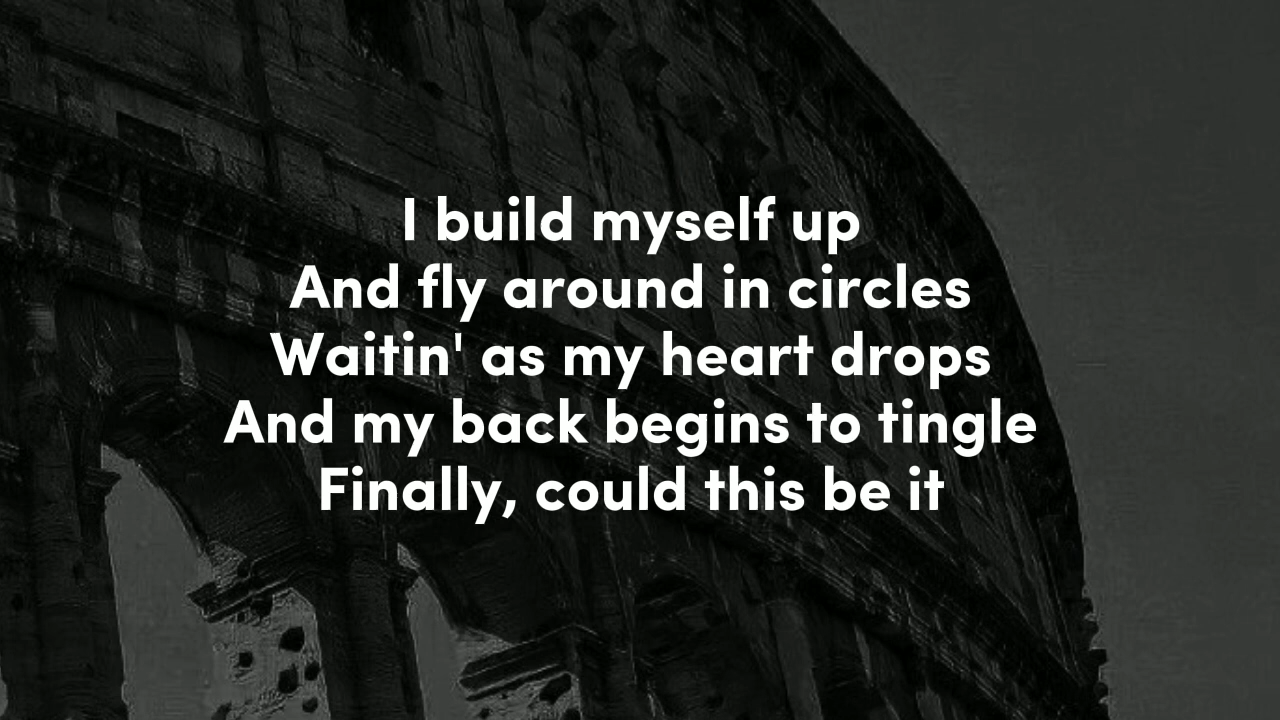 I build myself up
And fly around in circles
Waitin' as my heart drops
And my back begins to tingle
Finally, could this be it